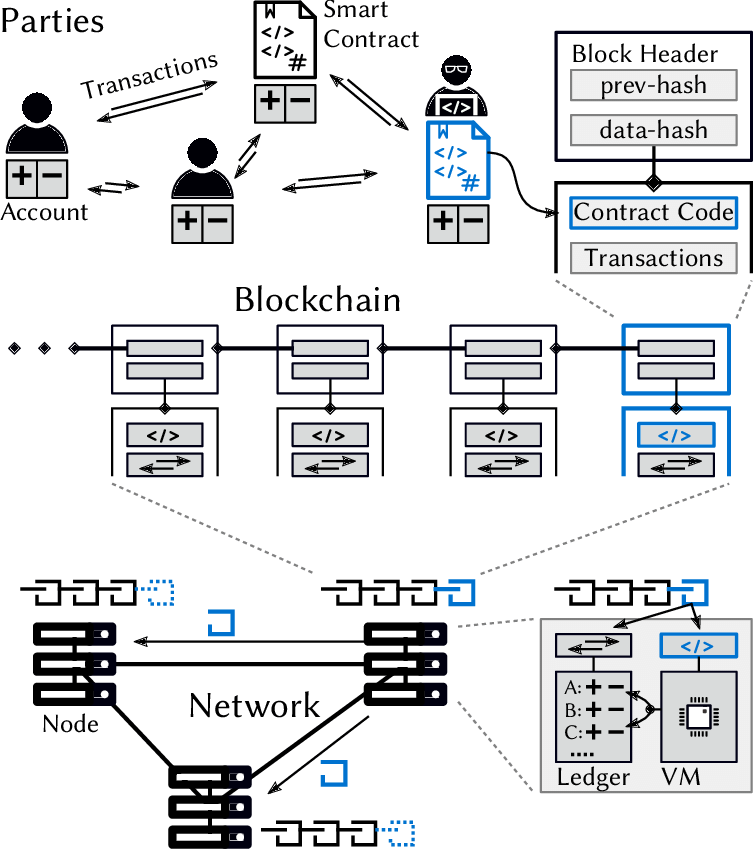 Parties
Smart
Contract
Transactions
W
</>
</>
#
+ −
</>
W
</>
</>
#
+ −
+ −
Account
+ −
Block Header
prev-hash
data-hash
Contract Code
Transactions
Blockchain
</>
</>
</>
</>
Network
Node
</>
A: + −
B: + −
C: + −
....
Ledger
VM